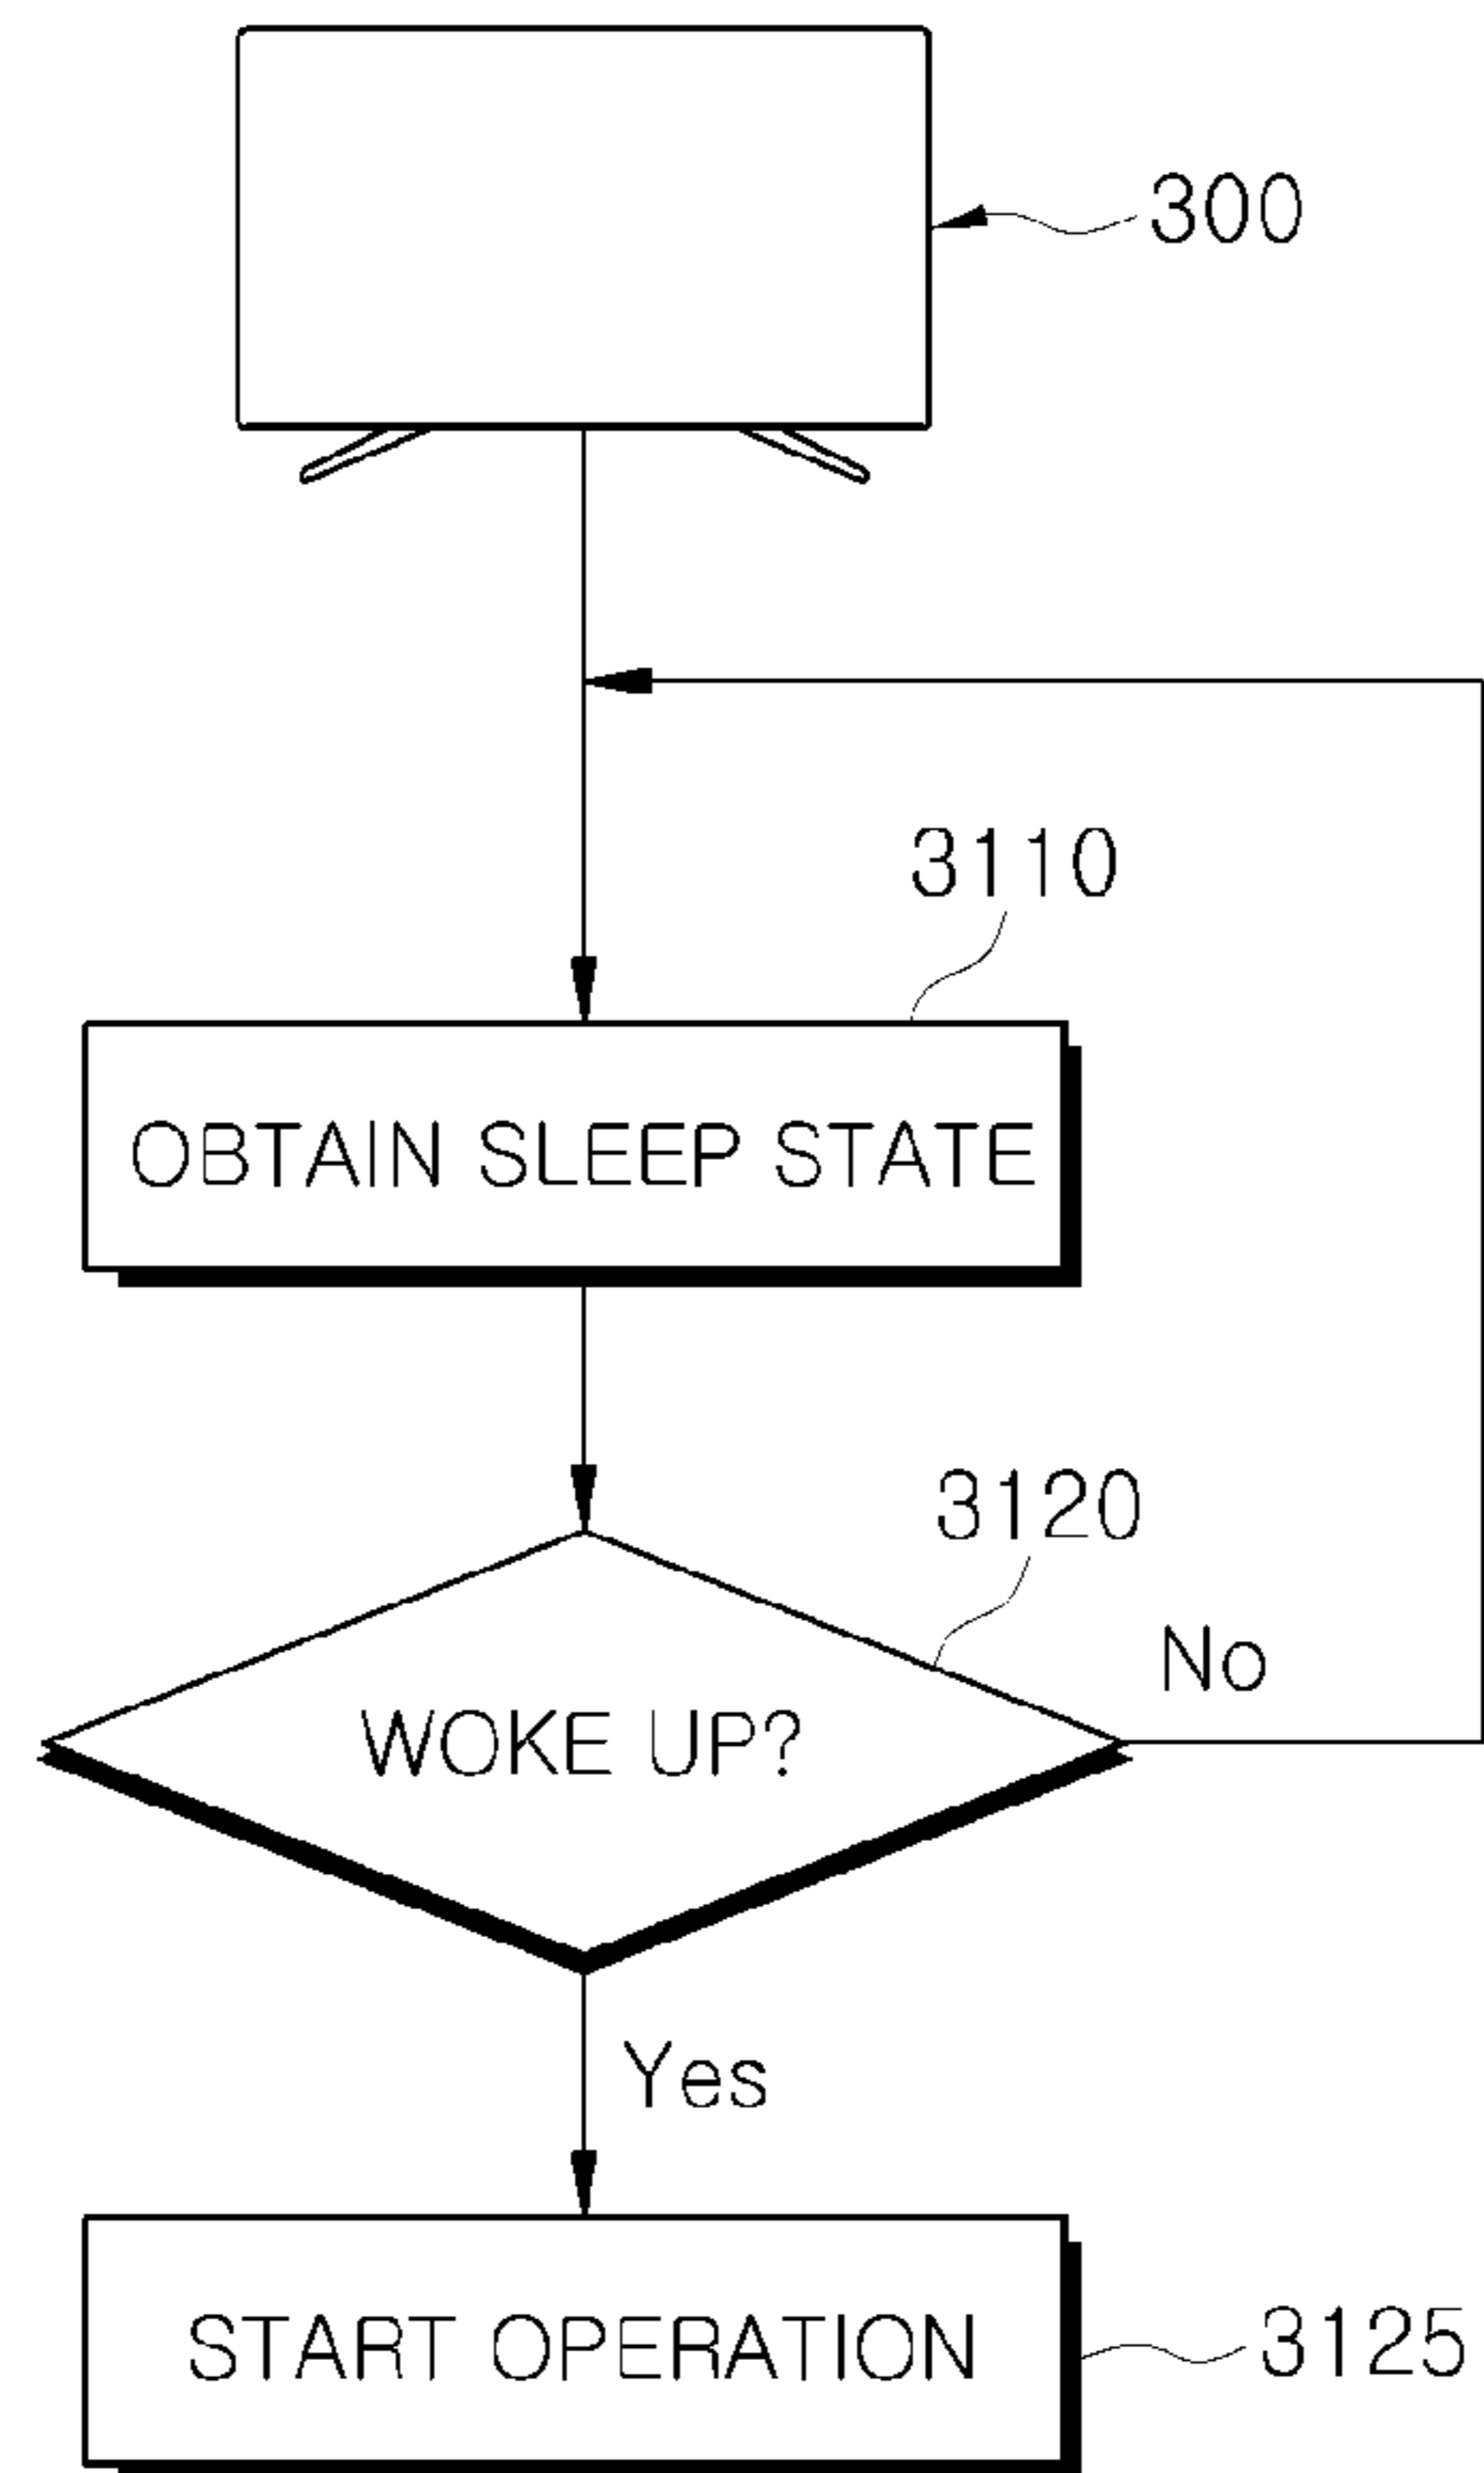 300
3110
OBTAIN SLEEP STATE
3120
No
WOKE UP?
Yes
START OPERATION
3125